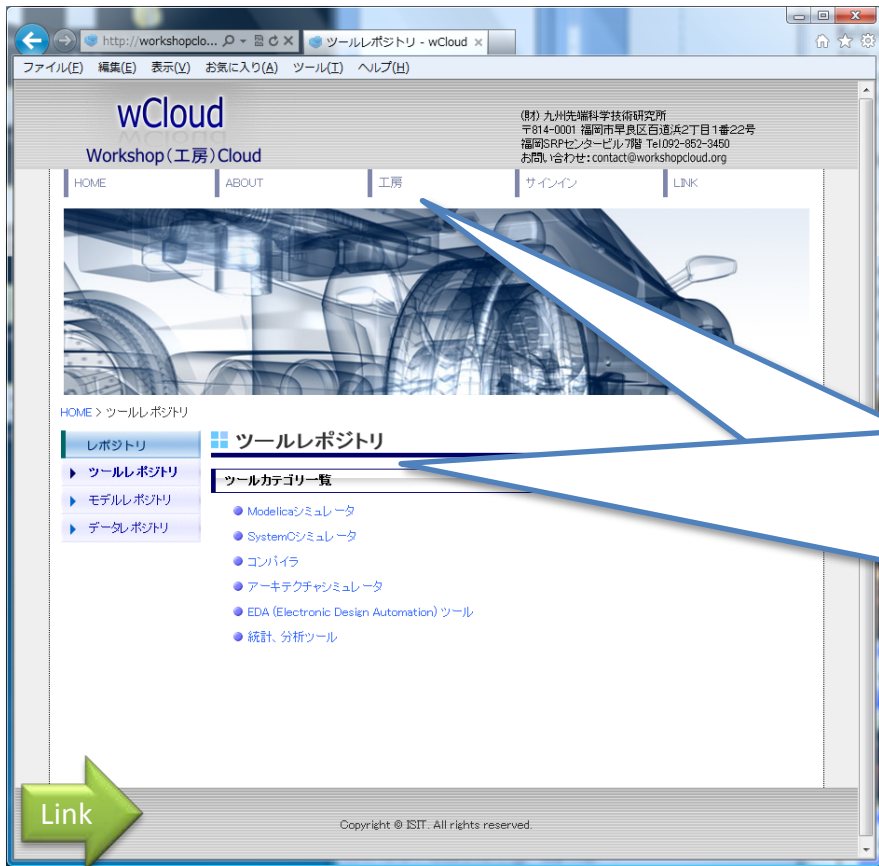 http://workshopclo...
ツールレポジトリ - wCloud
ファイル(F) 編集(E) 表示(V) お気に入り(A) ツール(T) ヘルプ(H)
wCloud
Workshop(工房)Cloud
(財) 九州先端科学技術研究所
〒814-0001 福岡市早良区百道浜2丁目1番22号
福岡SRPセンタービル7階 Tel.092-852-3450
お問い合わせ:contact@workshopcloud.org
HOME ABOUT 工房 サインイン LINK
HOME > ツールレポジトリ
レポジトリ
ツールレポジトリ
モデルレポジトリ
データレポジトリ
ツールレポジトリ
ツールカテゴリ一覧
Modelicaシミュレータ
SystemCシミュレータ
コンパイラ
アーキテクチャシミュレータ
EDA (Electronic Design Automation) ツール
統計、分析ツール
Link
Copyright © ISIT. All rights reserved.